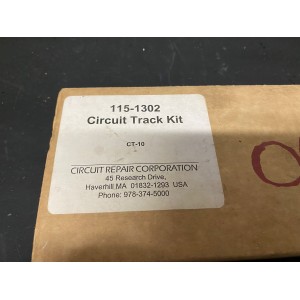 115-1302
Circuit Track Kit
CT-10
CIRCUIT REPAIR CORPORATION
45 Research Drive,
Haverhill MA 01832-1293 USA
Phone: 978-374-5000